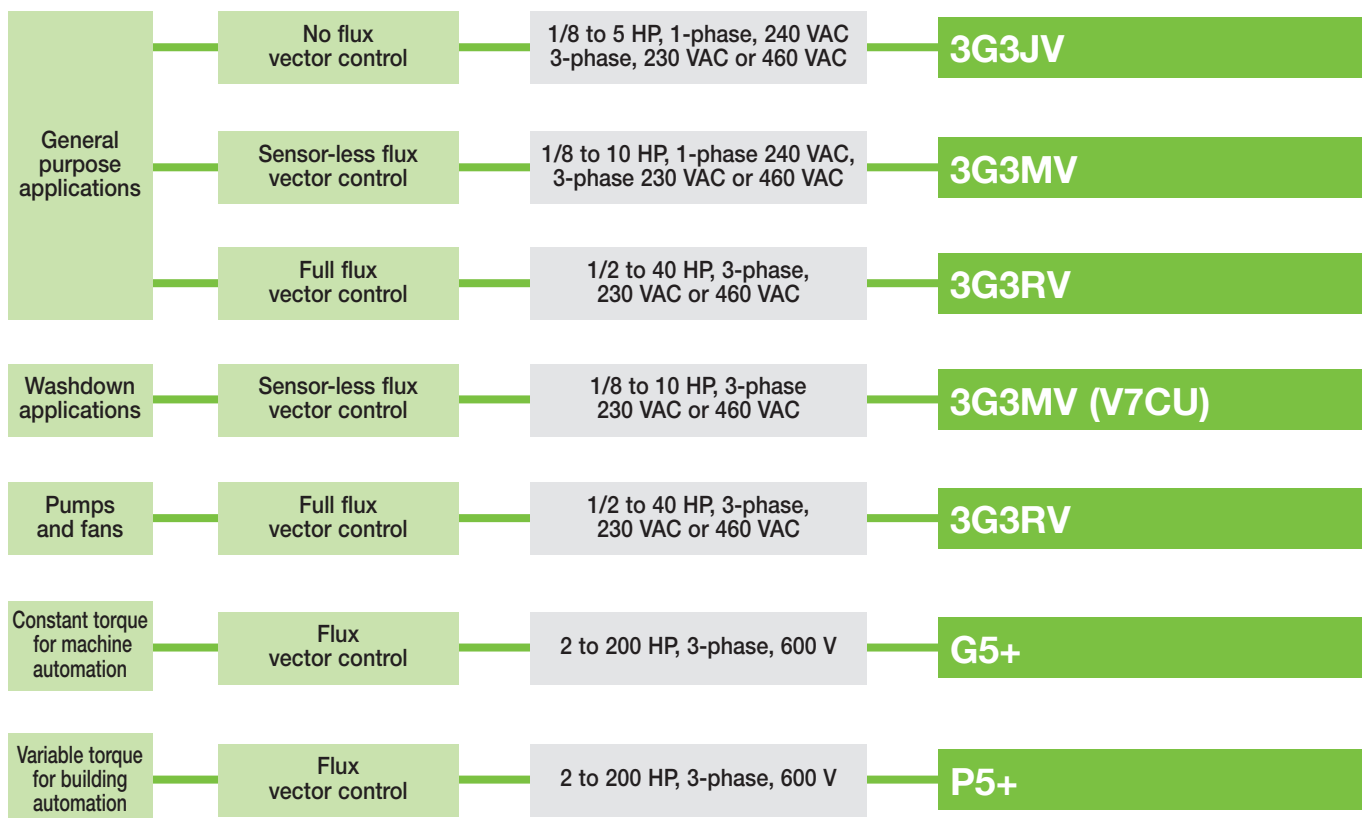 General
purpose
applications
No flux
vector control
1/8 to 5 HP, 1-phase, 240 VAC
3-phase, 230 VAC or 460 VAC
3G3JV
Sensor-less flux
vector control
1/8 to 10 HP, 1-phase 240 VAC,
3-phase 230 VAC or 460 VAC
3G3MV
Full flux
vector control
1/2 to 40 HP, 3-phase,
230 VAC or 460 VAC
3G3RV
Washdown
applications
Sensor-less flux
vector control
1/8 to 10 HP, 3-phase
230 VAC or 460 VAC
3G3MV (V7CU)
Pumps
and fans
Full flux
vector control
1/2 to 40 HP, 3-phase,
230 VAC or 460 VAC
3G3RV
Constant torque
for machine
automation
Flux
vector control
2 to 200 HP, 3-phase, 600 V
G5+
Variable torque
for building
automation
Flux
vector control
2 to 200 HP, 3-phase, 600 V
P5+